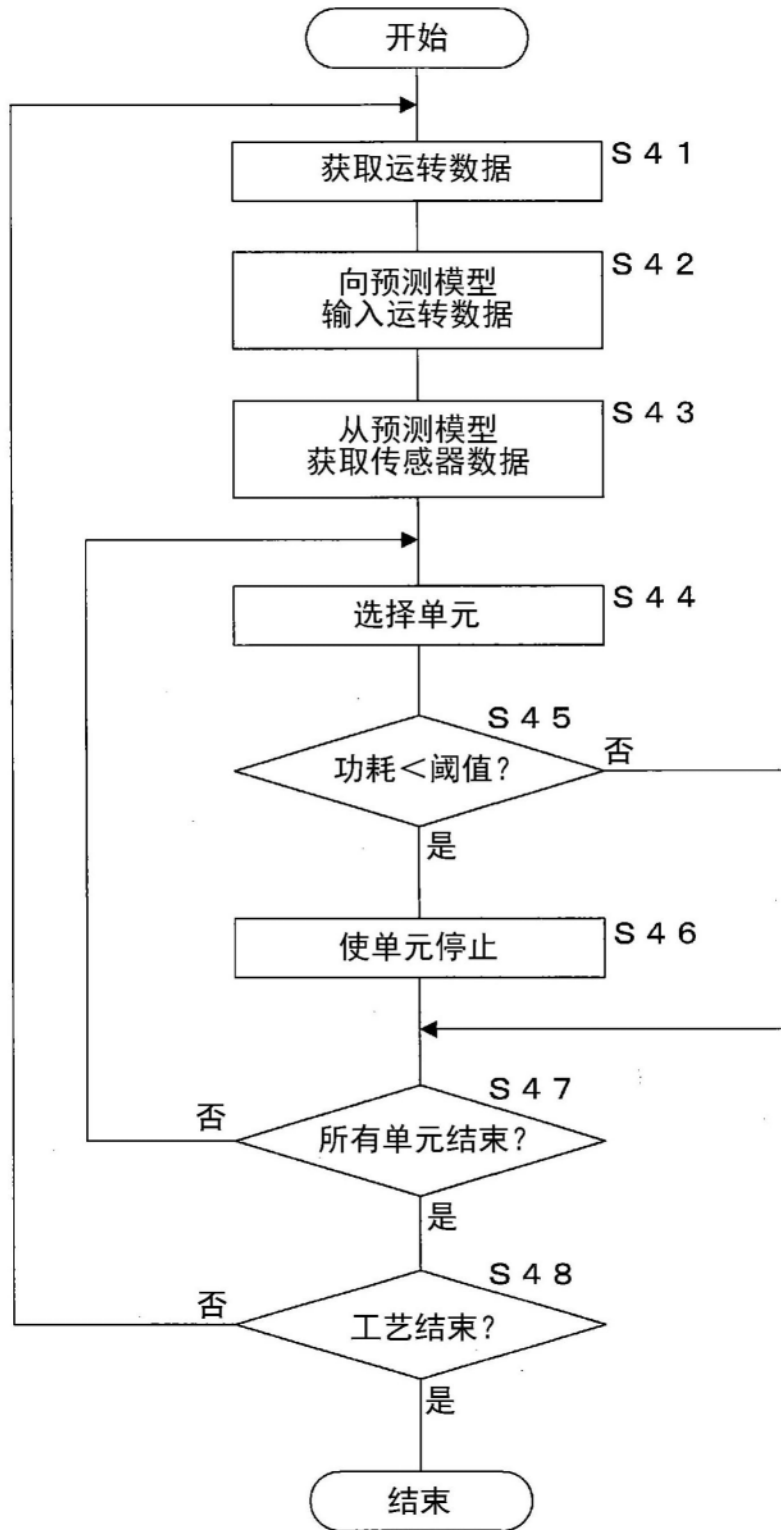 开始
S41
获取运转数据
S42
向预测模型
输入运转数据
S43
从预测模型
获取传感器数据
S44
选择单元
S45
功耗＜阈值？
否
是
S46
使单元停止
S47
否
所有单元结束？
是
S48
否
工艺结束？
是
结束